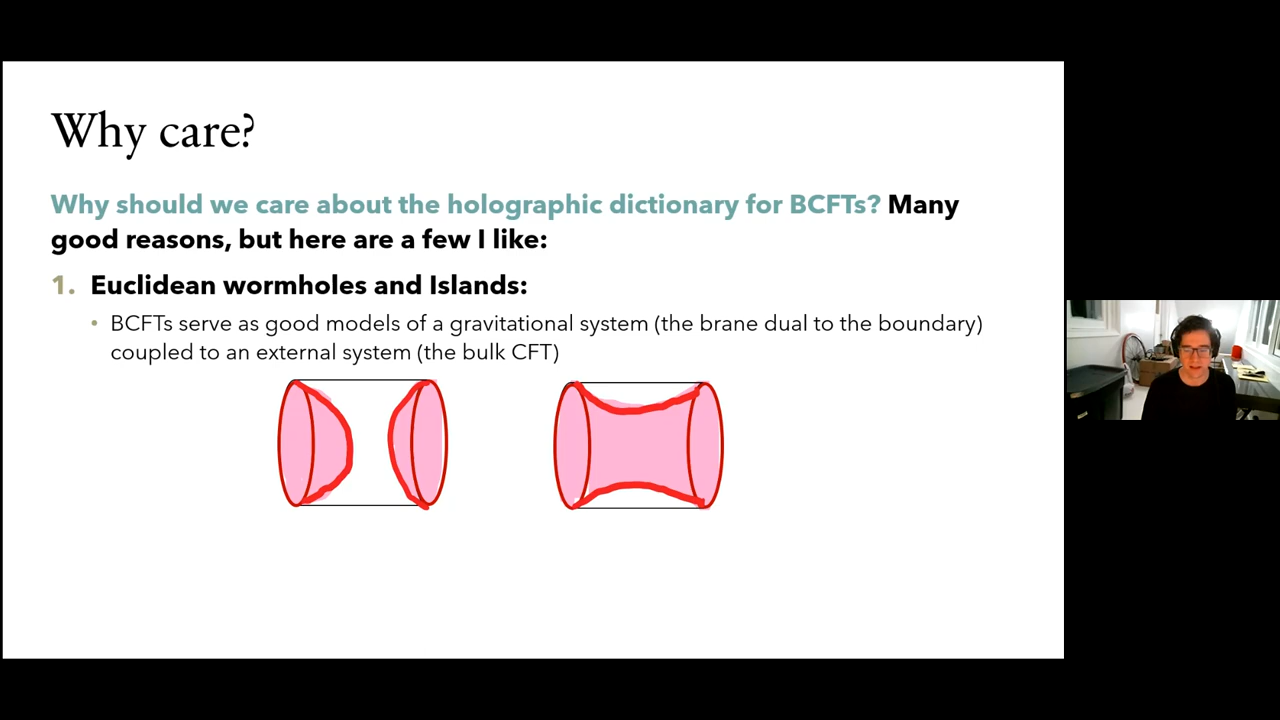 Why care?
Why should we care about the holographic dictionary for BCFTs? Many
good reasons, but here are a few I like:
1. Euclidean wormholes and Islands:
• BCFTs serve as good models of a gravitational system (the brane dual to the boundary)
coupled to an external system (the bulk CFT)